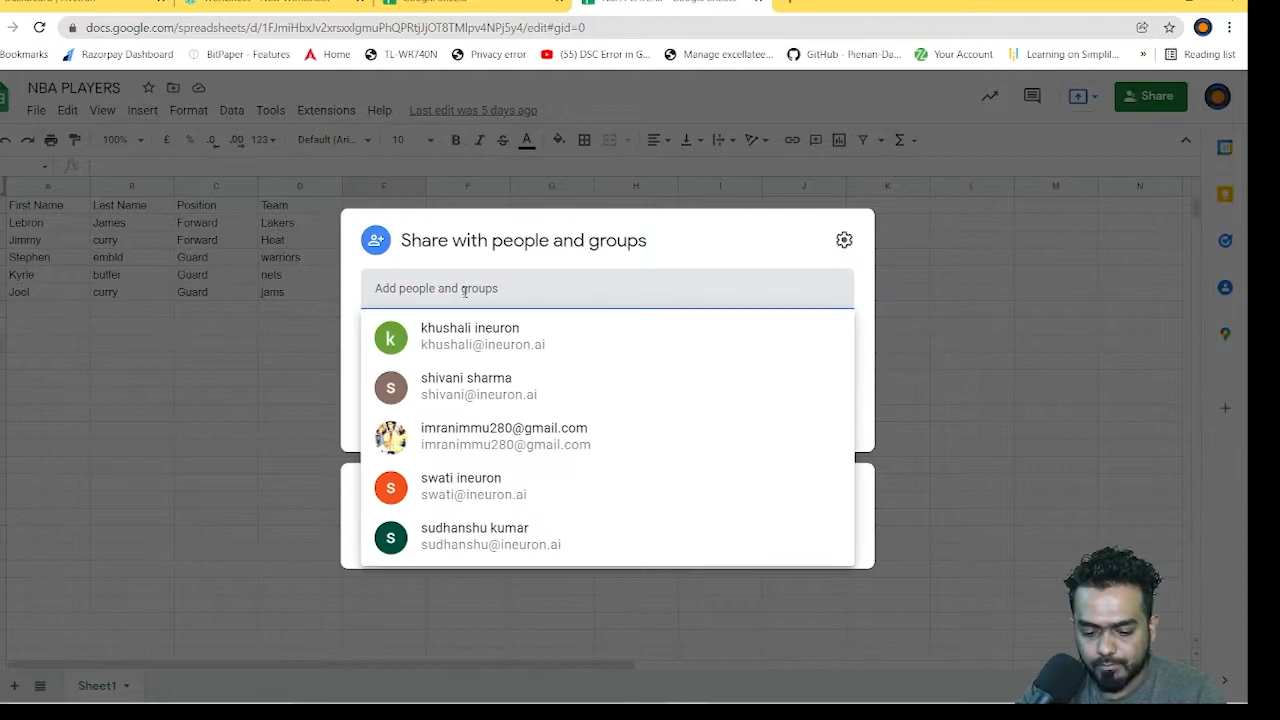 docs.google.com/spreadsheets/d/1FJmiHbxJv2xrsxxlgmuPhQPRtjJjOT8TMlpv4NPj5y4/edit#gid=0
Bookmarks
Razorpay Dashboard
BitPaper - Features
Home
TL-WR740N
Privacy error
(55) DSC Error in G...
Manage excellatee...
GitHub - Pierian-Da...
Your Account
Learning on Simplil...
»
Reading list
NBA PLAYERS
File Edit View Insert Format Data Tools Extensions Help Last edit was 5 days ago
Share
100% £ % .0 .00 123 Default (Ari... 10 B I S A Σ
fx
A B C D E F G H I J K L M N
First Name Last Name Position Team
Lebron James Forward Lakers
Jimmy curry Forward Heat
Stephen embid Guard warriors
Kyrie buffer Guard nets
Joel curry Guard jams
Share with people and groups
Add people and groups
k
khushali ineuron
khushali@ineuron.ai
s
shivani sharma
shivani@ineuron.ai
imranimmu280@gmail.com
imranimmu280@gmail.com
s
swati ineuron
swati@ineuron.ai
s
sudhanshu kumar
sudhanshu@ineuron.ai
Sheet1